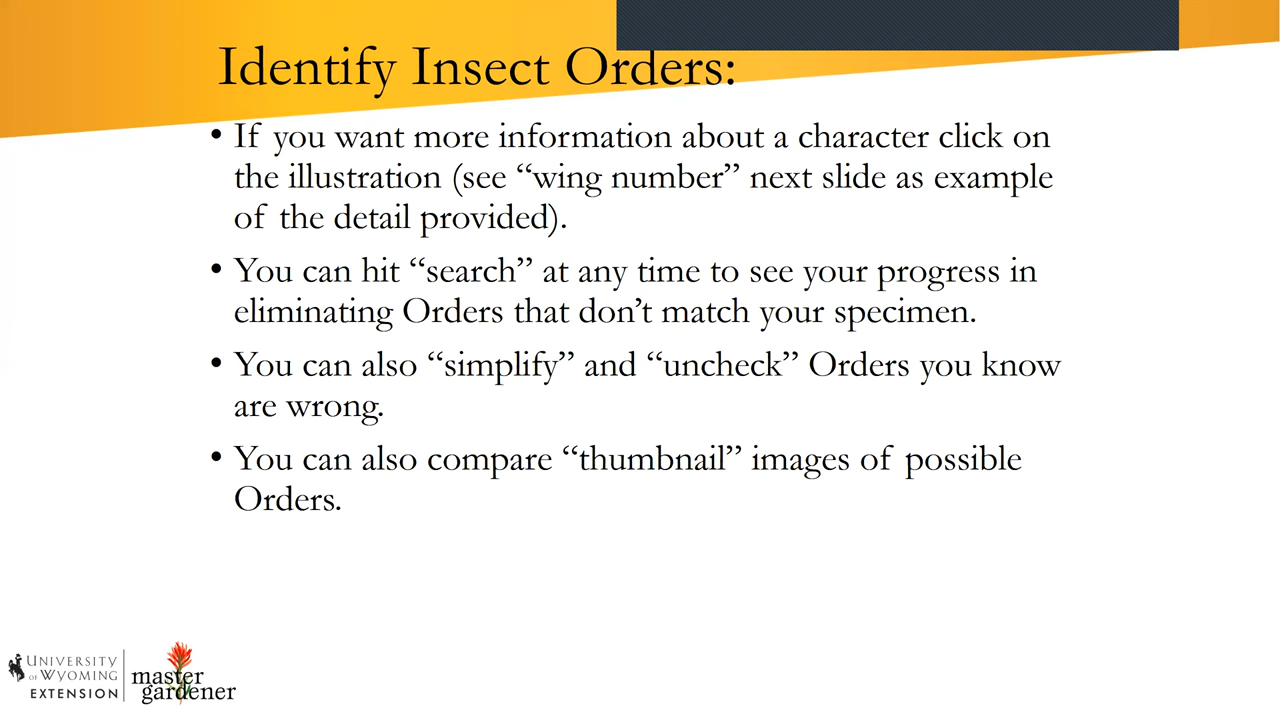 Identify Insect Orders:
• If you want more information about a character click on
the illustration (see “wing number” next slide as example
of the detail provided).
• You can hit “search” at any time to see your progress in
eliminating Orders that don’t match your specimen.
• You can also “simplify” and “uncheck” Orders you know
are wrong.
• You can also compare “thumbnail” images of possible
Orders.
UNIVERSITY
OF WYOMING
EXTENSION
master
gardener